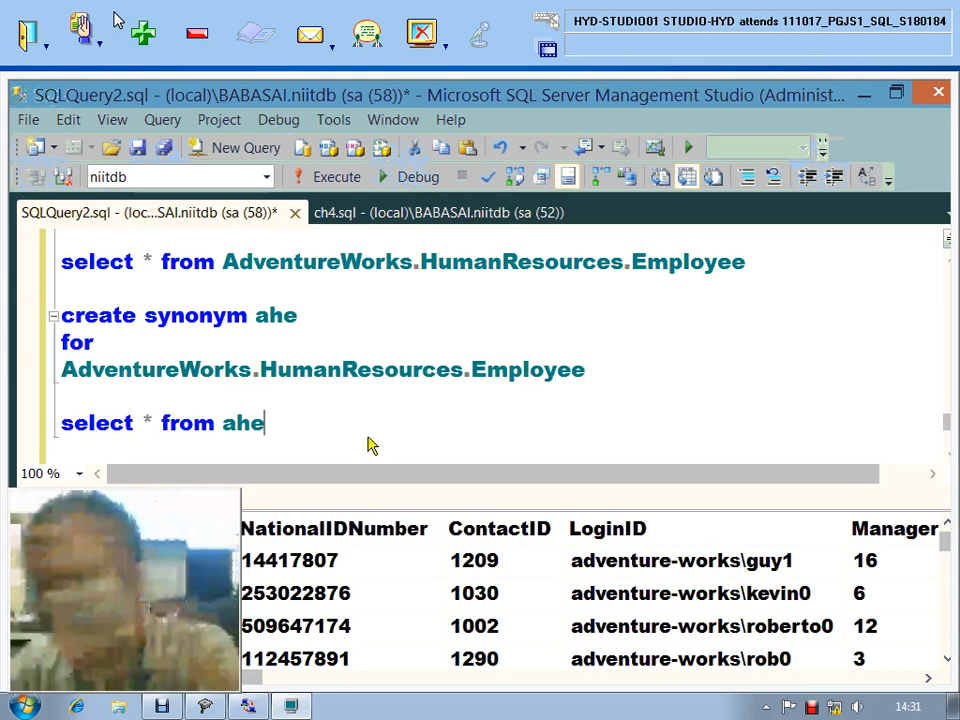 HYD-STUDIO01 STUDIO-HYD attends 111017_PGJS1_SQL_S180184
SQLQuery2.sql - (local)\BABASAI.niitdb (sa (58))* - Microsoft SQL Server Management Studio (Administ...
File Edit View Query Project Debug Tools Window Help
New Query
niitdb Execute Debug
SQLQuery2.sql - (loc...SAI.niitdb (sa (58))* ch4.sql - (local)\BABASAI.niitdb (sa (52))
select * from AdventureWorks.HumanResources.Employee
create synonym ahe
for
AdventureWorks.HumanResources.Employee
select * from ahe
100 %
NationalIDNumber ContactID LoginID Manager
14417807 1209 adventure-works\guy1 16
253022876 1030 adventure-works\kevin0 6
509647174 1002 adventure-works\roberto0 12
112457891 1290 adventure-works\rob0 3
14:31